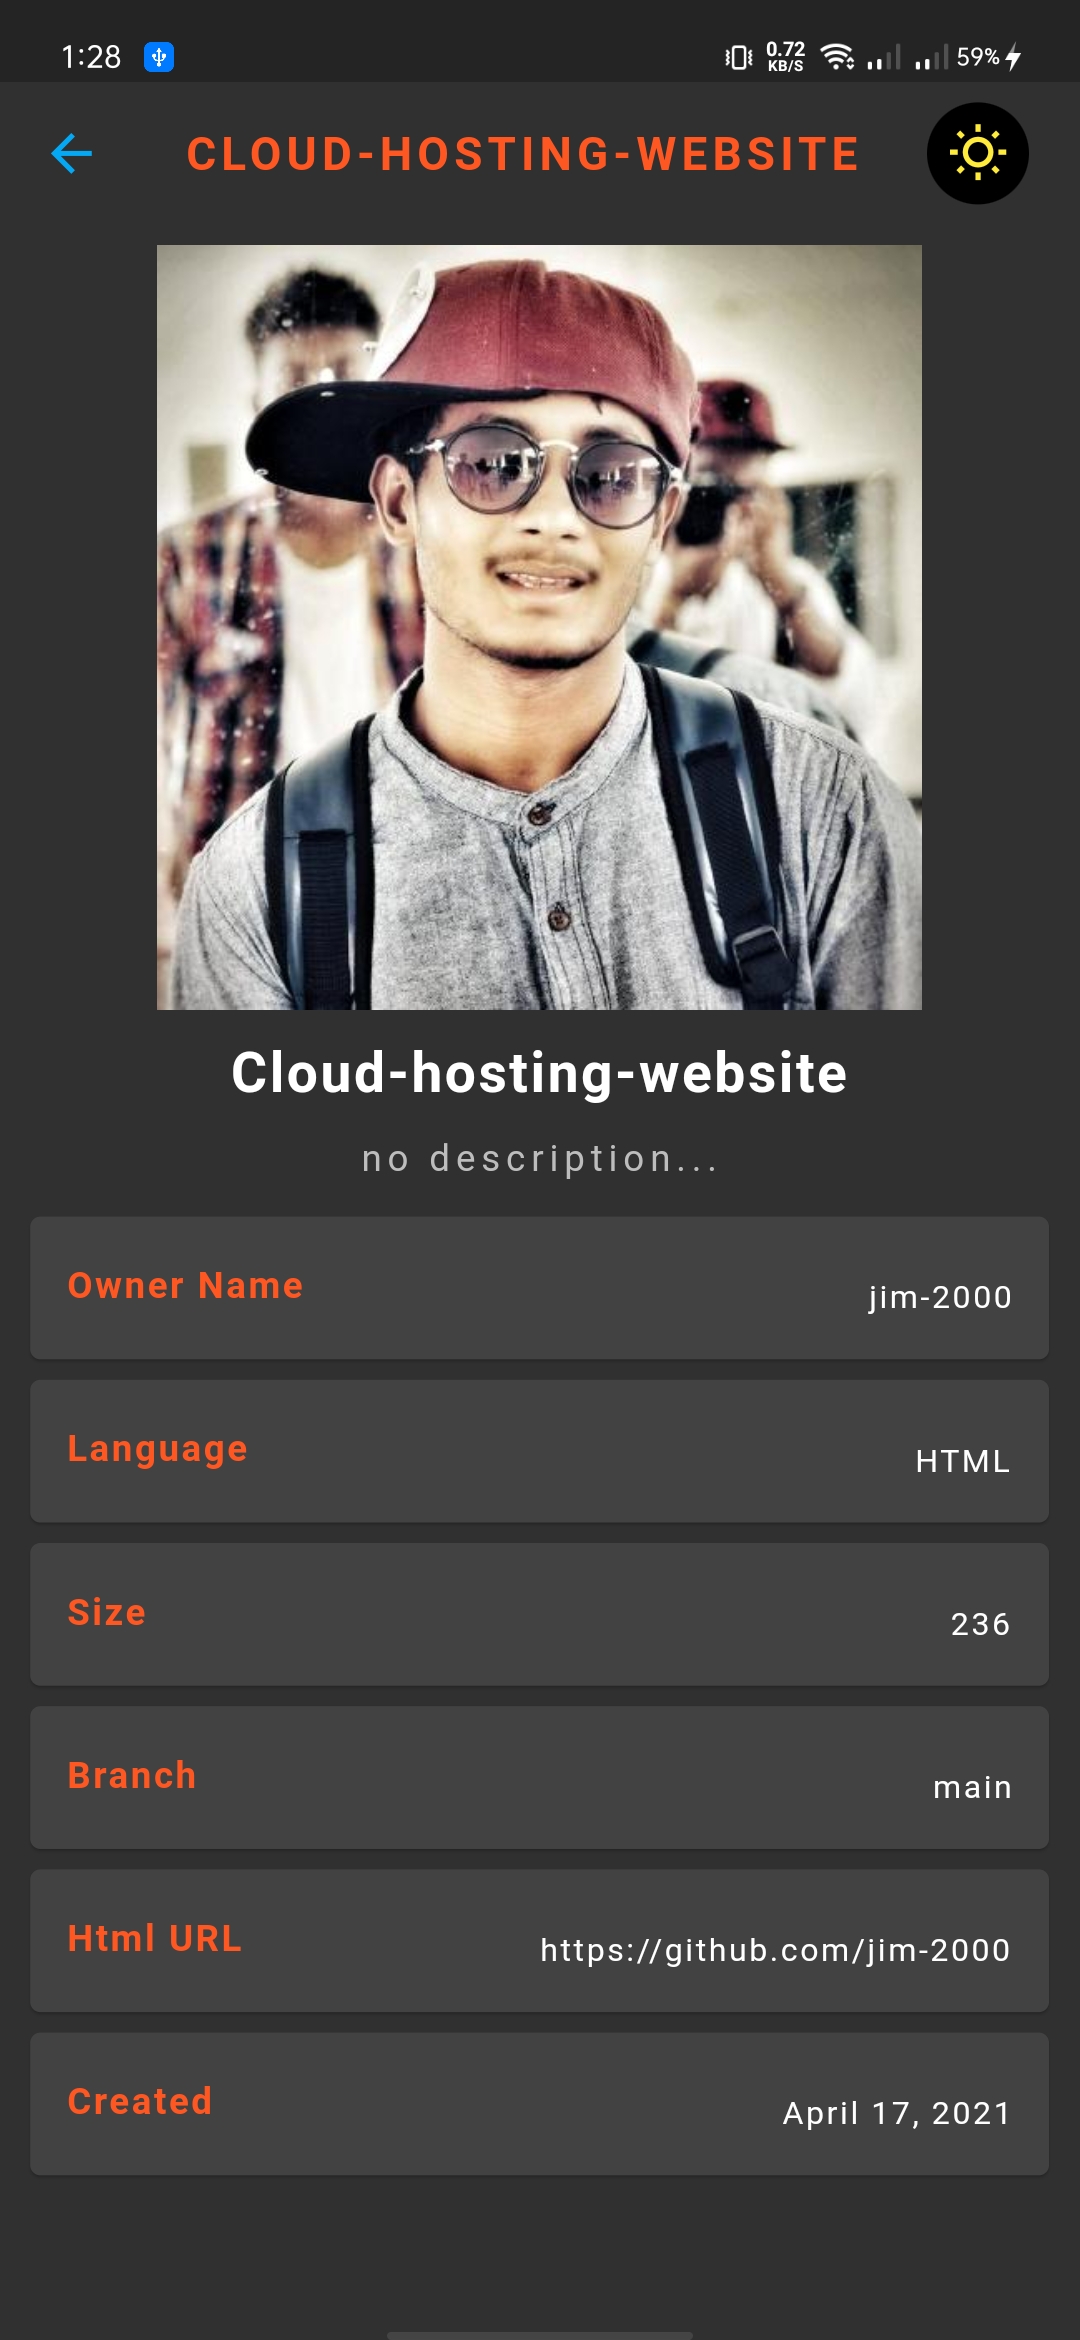 1:28 0.72 KB/S 59%
CLOUD-HOSTING-WEBSITE
Cloud-hosting-website
no description...
Owner Name jim-2000
Language HTML
Size 236
Branch main
Html URL https://github.com/jim-2000
Created April 17, 2021